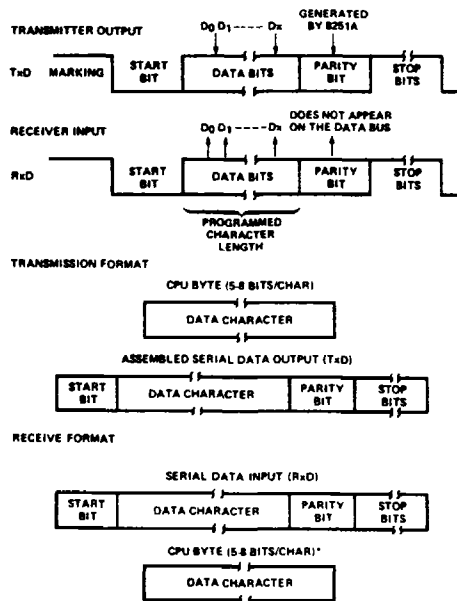 TRANSMITTER OUTPUT
D0 D1 ---- Dx
GENERATED
BY 8251A
TxD MARKING
START
BIT
DATA BITS
PARITY
BIT
STOP
BITS
RECEIVER INPUT
D0 D1 ---- Dx
DOES NOT APPEAR
ON THE DATA BUS
RxD
START
BIT
DATA BITS
PARITY
BIT
STOP
BITS
PROGRAMMED
CHARACTER
LENGTH
TRANSMISSION FORMAT
CPU BYTE (5-8 BITS/CHAR)
DATA CHARACTER
ASSEMBLED SERIAL DATA OUTPUT (TxD)
START
BIT
DATA CHARACTER
PARITY
BIT
STOP
BITS
RECEIVE FORMAT
SERIAL DATA INPUT (RxD)
START
BIT
DATA CHARACTER
PARITY
BIT
STOP
BITS
CPU BYTE (5-8 BITS/CHAR)*
DATA CHARACTER